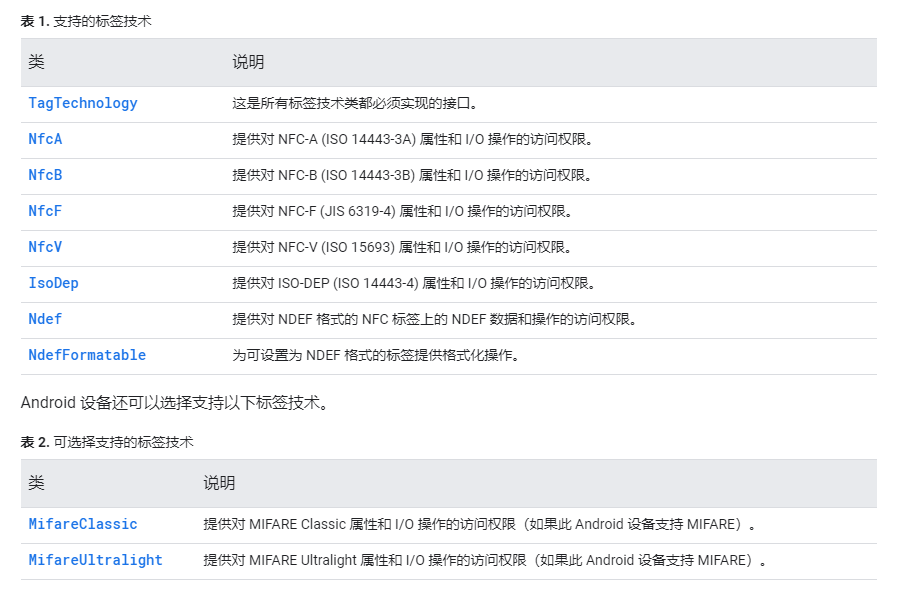 表 1. 支持的标签技术
类 说明
TagTechnology 这是所有标签技术类都必须实现的接口。
NfcA 提供对 NFC-A (ISO 14443-3A) 属性和 I/O 操作的访问权限。
NfcB 提供对 NFC-B (ISO 14443-3B) 属性和 I/O 操作的访问权限。
NfcF 提供对 NFC-F (JIS 6319-4) 属性和 I/O 操作的访问权限。
NfcV 提供对 NFC-V (ISO 15693) 属性和 I/O 操作的访问权限。
IsoDep 提供对 ISO-DEP (ISO 14443-4) 属性和 I/O 操作的访问权限。
Ndef 提供对 NDEF 格式的 NFC 标签上的 NDEF 数据和操作的访问权限。
NdefFormatable 为可设置为 NDEF 格式的标签提供格式化操作。
Android 设备还可以选择支持以下标签技术。
表 2. 可选择支持的标签技术
类 说明
MifareClassic 提供对 MIFARE Classic 属性和 I/O 操作的访问权限（如果此 Android 设备支持 MIFARE）。
MifareUltralight 提供对 MIFARE Ultralight 属性和 I/O 操作的访问权限（如果此 Android 设备支持 MIFARE）。